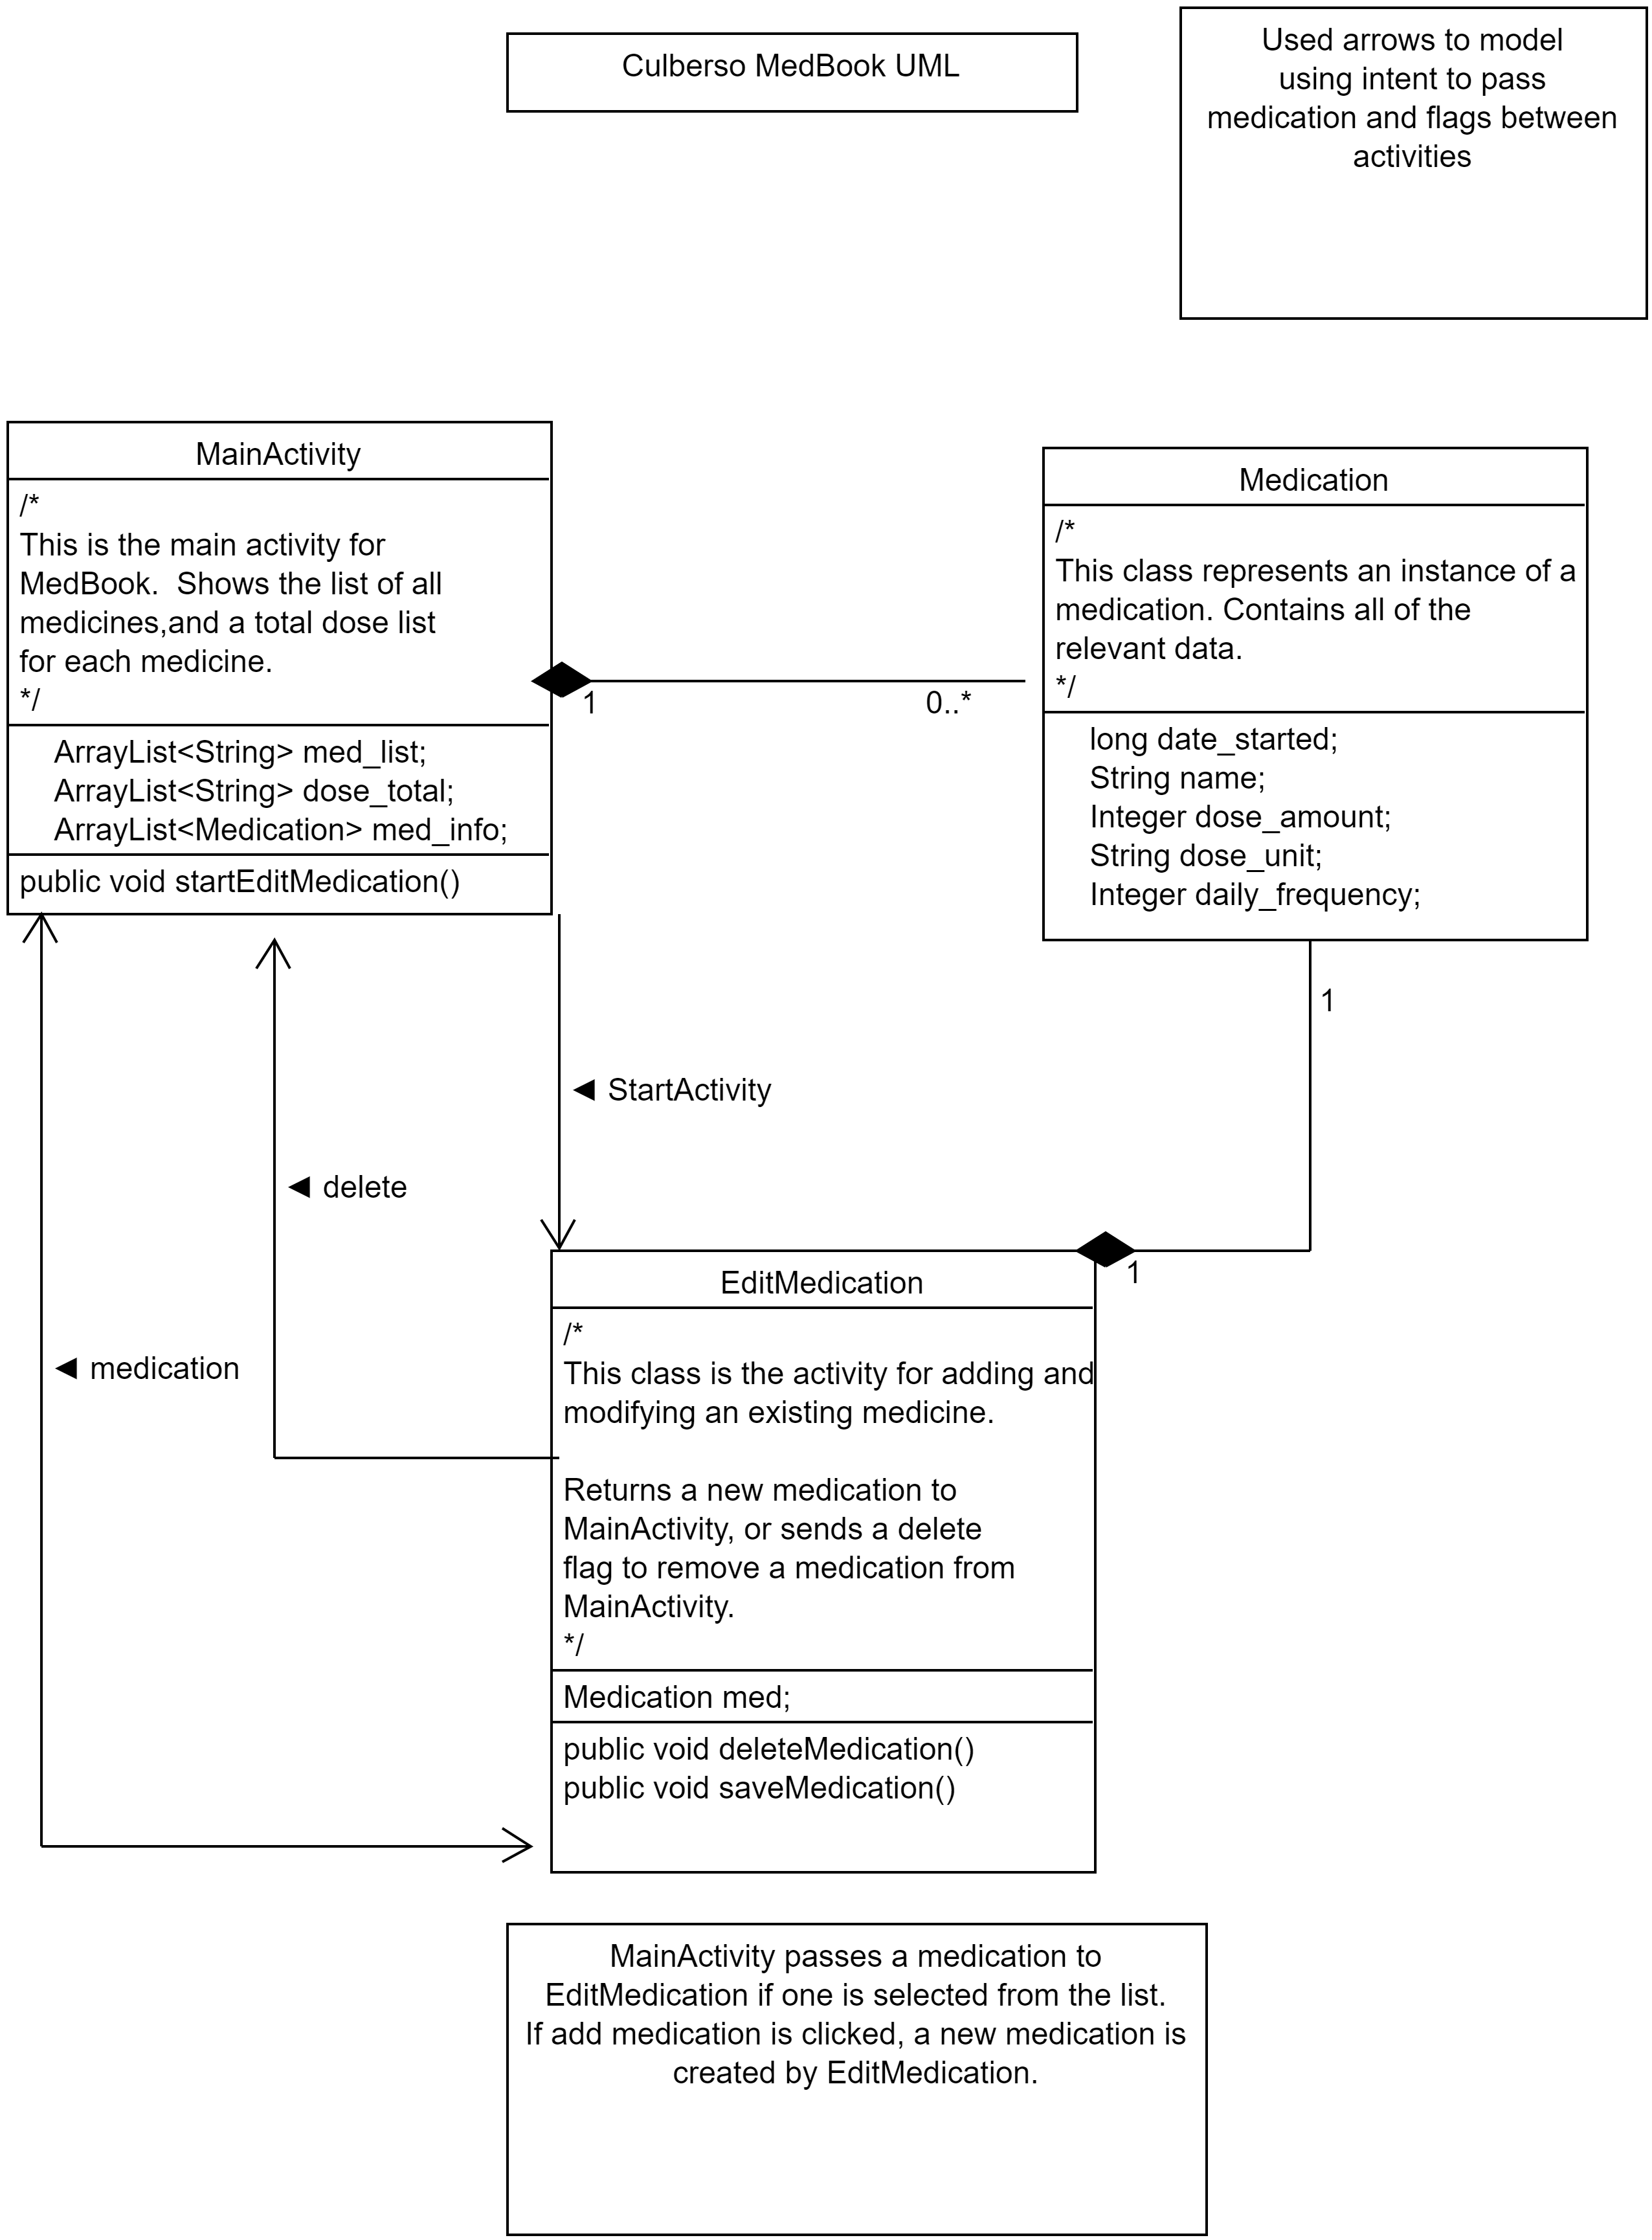 Culberso MedBook UML
Used arrows to model
using intent to pass
medication and flags between
activities
MainActivity
/*
This is the main activity for
MedBook.  Shows the list of all
medicines,and a total dose list
for each medicine.
*/
ArrayList<String> med_list;
ArrayList<String> dose_total;
ArrayList<Medication> med_info;
public void startEditMedication()
1
0..*
Medication
/*
This class represents an instance of a
medication. Contains all of the
relevant data.
*/
long date_started;
String name;
Integer dose_amount;
String dose_unit;
Integer daily_frequency;
1
◄ StartActivity
◄ delete
◄ medication
1
EditMedication
/*
This class is the activity for adding and
modifying an existing medicine.
Returns a new medication to
MainActivity, or sends a delete
flag to remove a medication from
MainActivity.
*/
Medication med;
public void deleteMedication()
public void saveMedication()
MainActivity passes a medication to
EditMedication if one is selected from the list.
If add medication is clicked, a new medication is
created by EditMedication.